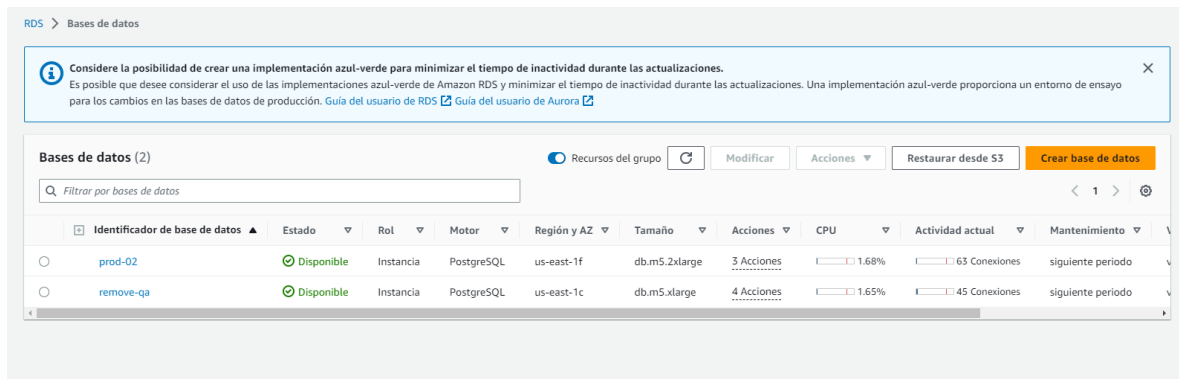 RDS > Bases de datos
Considere la posibilidad de crear una implementación azul-verde para minimizar el tiempo de inactividad durante las actualizaciones.
Es posible que desee considerar el uso de las implementaciones azul-verde de Amazon RDS y minimizar el tiempo de inactividad durante las actualizaciones. Una implementación azul-verde proporciona un entorno de ensayo
para los cambios en las bases de datos de producción. Guía del usuario de RDS Guía del usuario de Aurora
Bases de datos (2) Recursos del grupo Modificar Acciones Restaurar desde S3 Crear base de datos
Filtrar por bases de datos < 1 >
Identificador de base de datos Estado Rol Motor Región y AZ Tamaño Acciones CPU Actividad actual Mantenimiento
prod-02 Disponible Instancia PostgreSQL us-east-1f db.m5.2xlarge 3 Acciones 1.68% 63 Conexiones siguiente periodo
remove-qa Disponible Instancia PostgreSQL us-east-1c db.m5.xlarge 4 Acciones 1.65% 45 Conexiones siguiente periodo